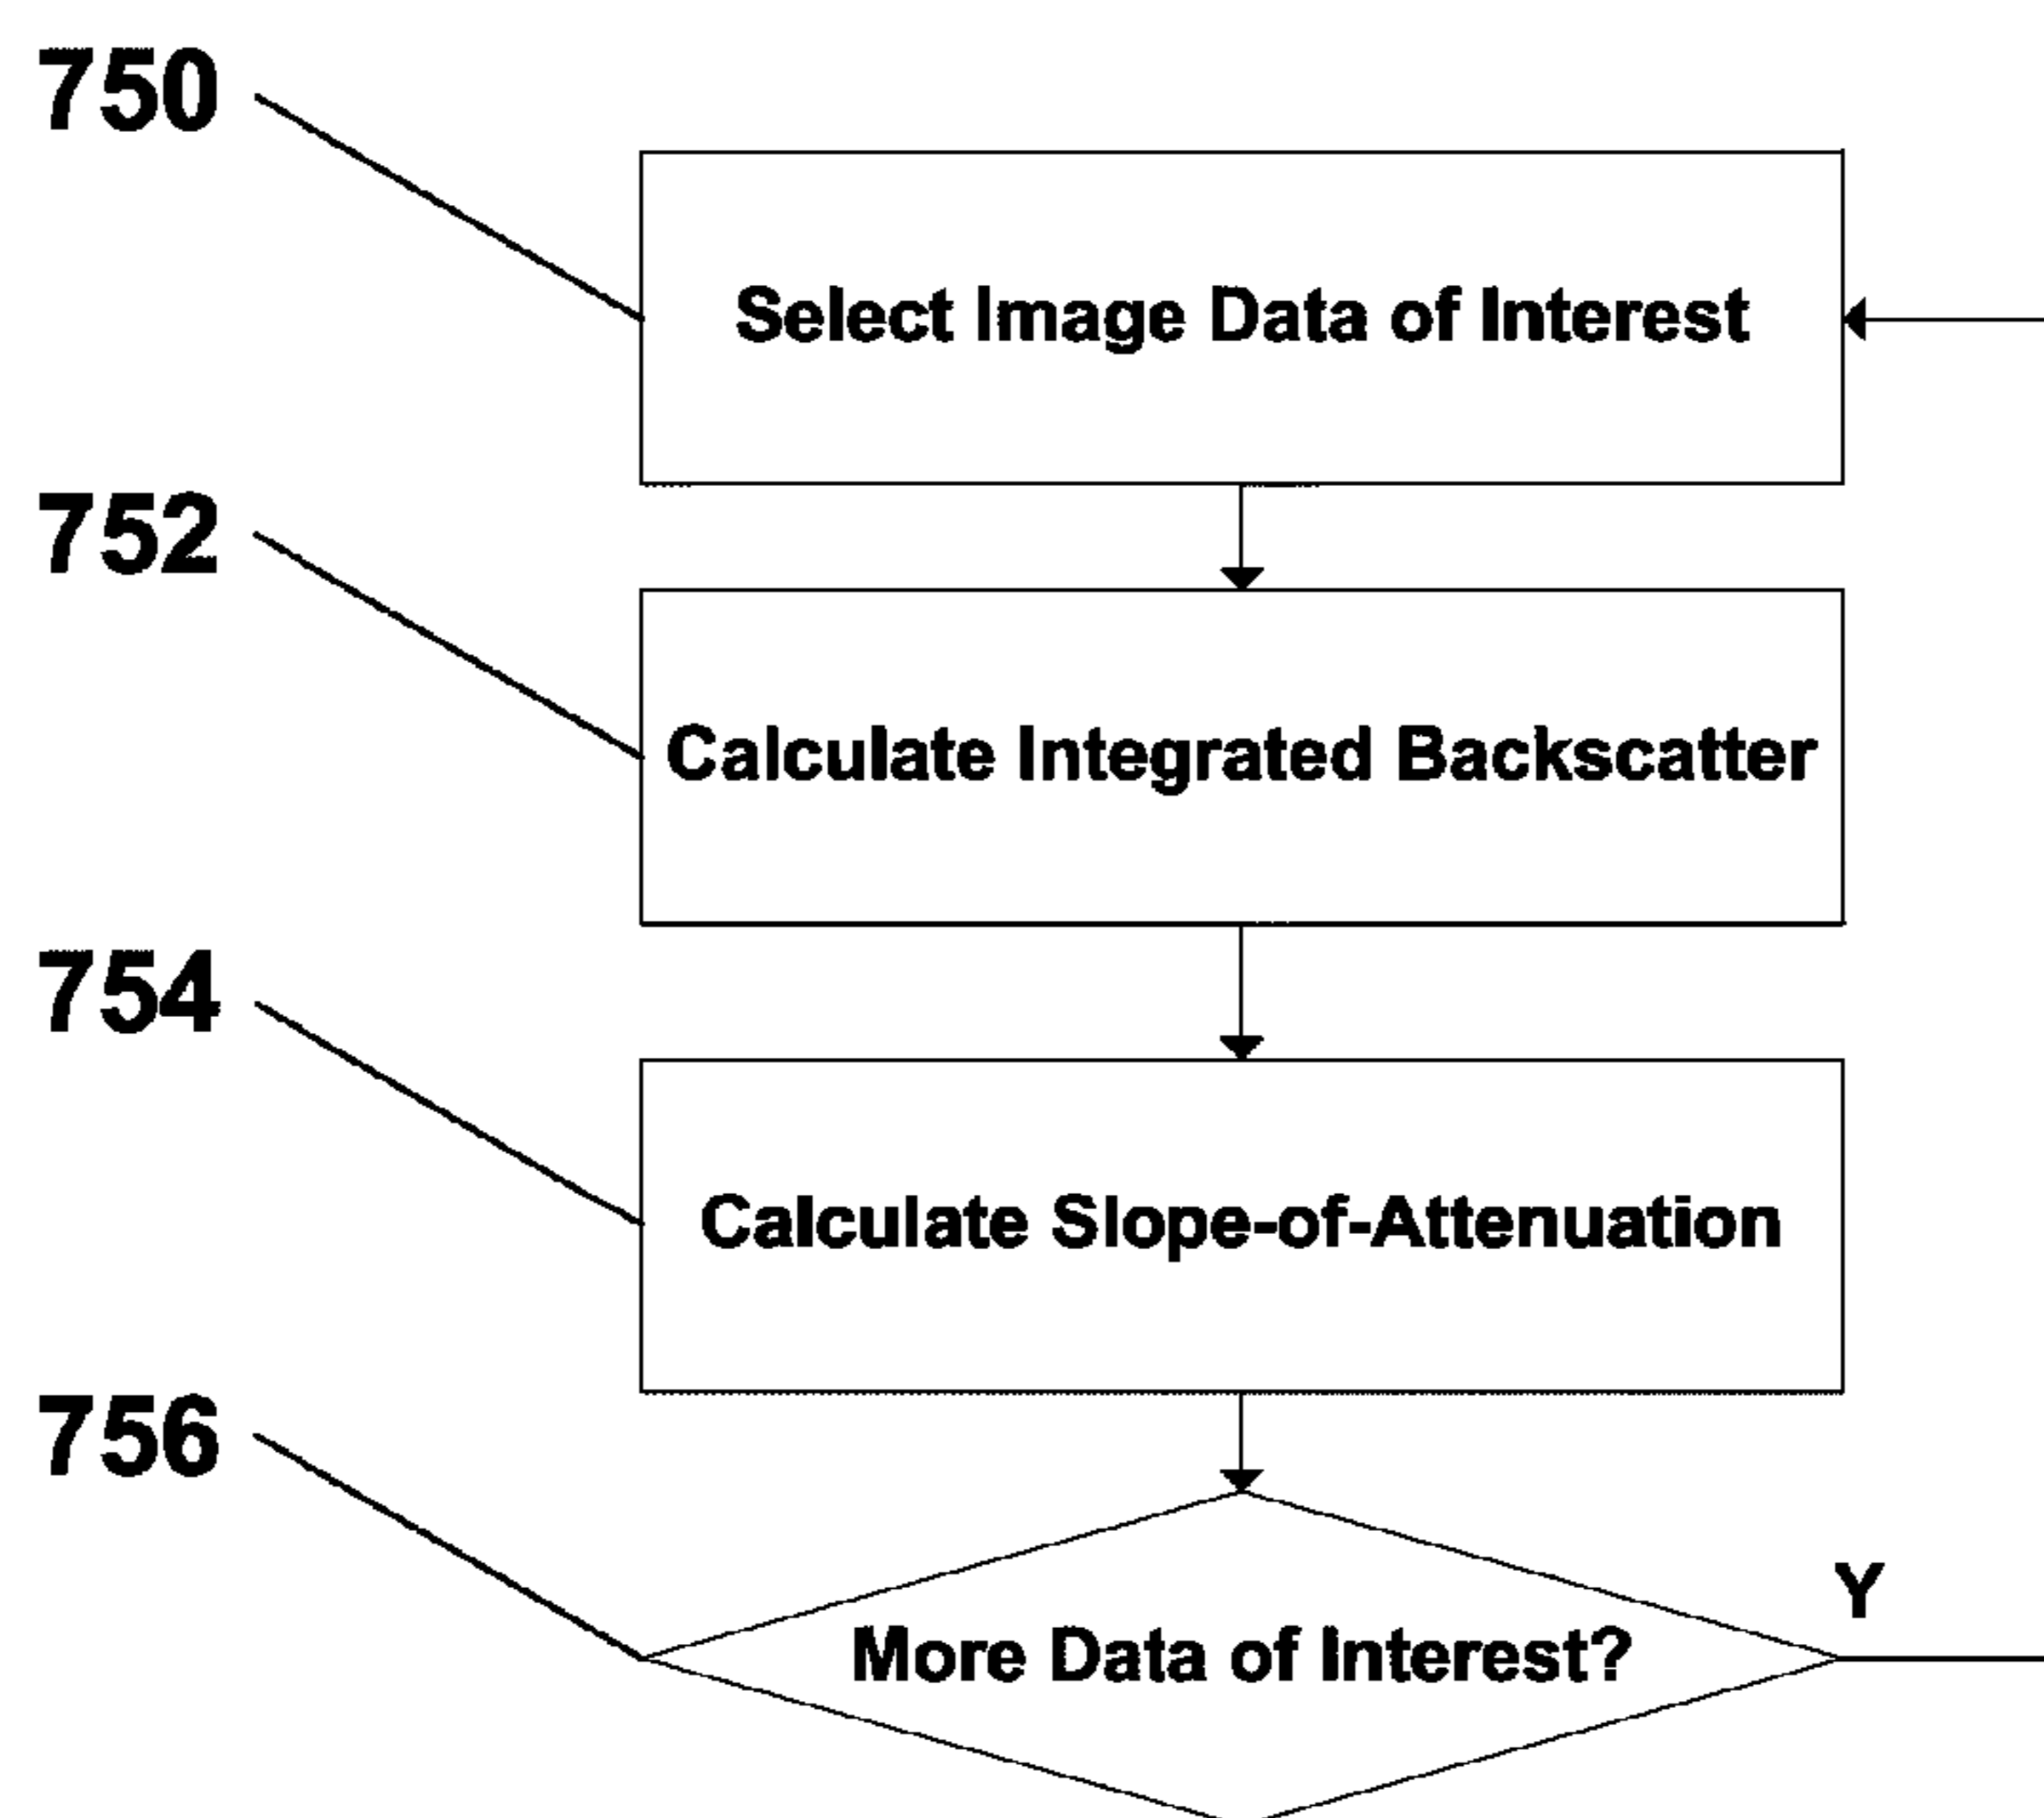 750
Select Image Data of Interest
752
Calculate Integrated Backscatter
754
Calculate Slope-of-Attenuation
756
Y
More Data of Interest?